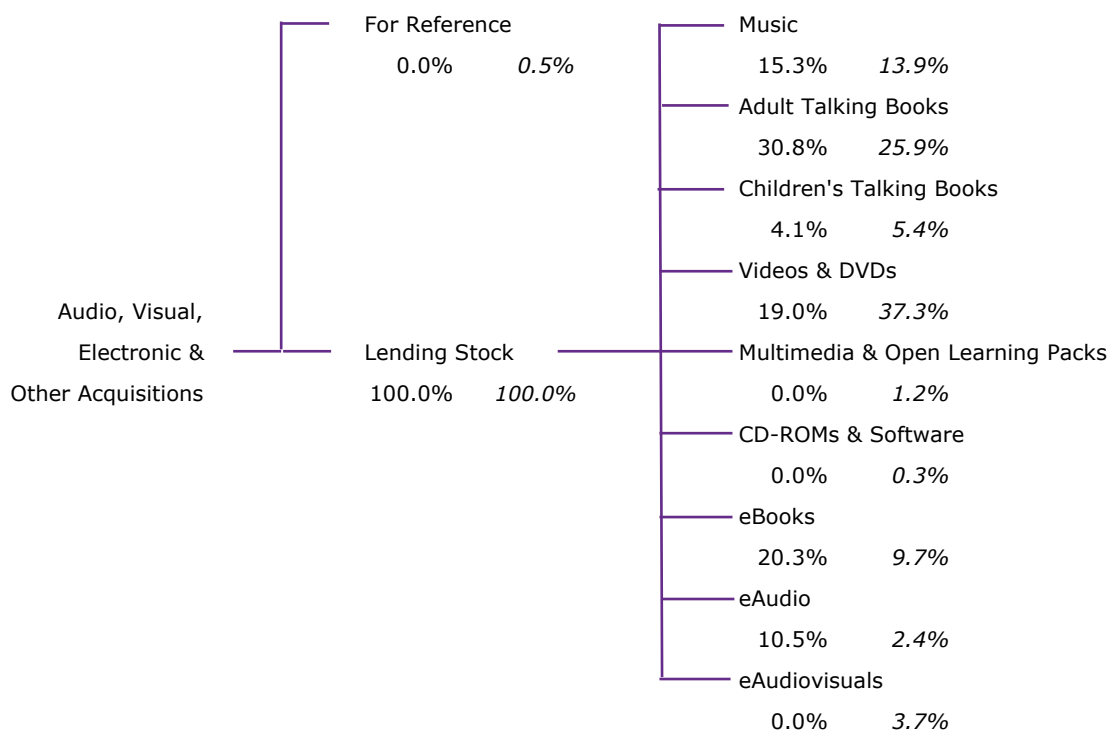 For Reference
0.0% 0.5%
Audio, Visual,
Electronic &
Other Acquisitions
Lending Stock
100.0% 100.0%
Music
15.3% 13.9%
Adult Talking Books
30.8% 25.9%
Children's Talking Books
4.1% 5.4%
Videos & DVDs
19.0% 37.3%
Multimedia & Open Learning Packs
0.0% 1.2%
CD-ROMs & Software
0.0% 0.3%
eBooks
20.3% 9.7%
eAudio
10.5% 2.4%
eAudiovisuals
0.0% 3.7%